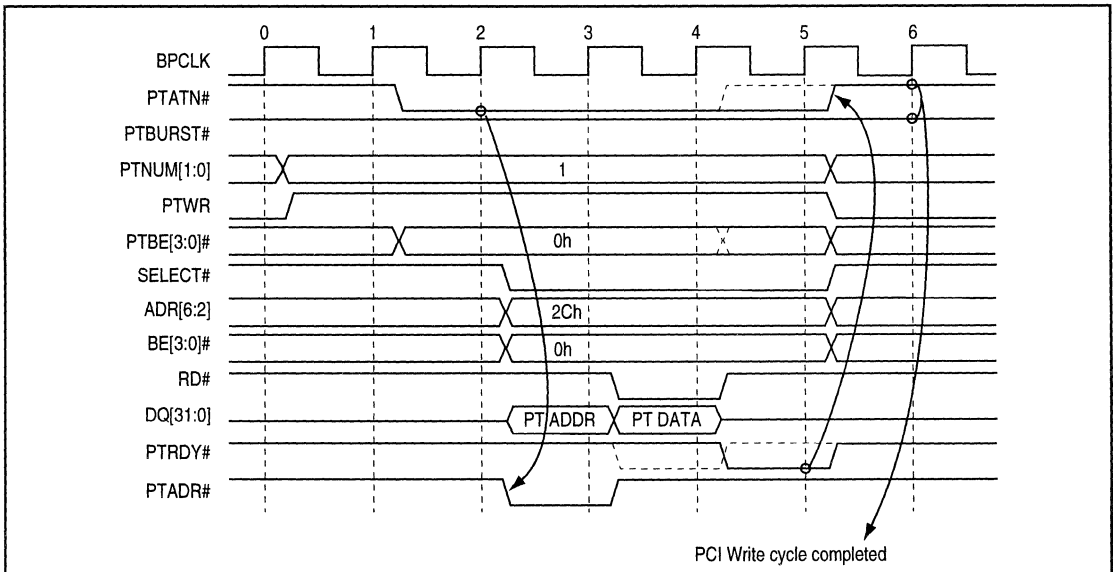 0 1 2 3 4 5 6
BPCLK
PTATN#
PTBURST#
PTNUM[1:0] 1
PTWR
PTBE[3:0]# 0h x
SELECT#
ADR[6:2] 2Ch
BE[3:0]# 0h
RD#
DQ[31:0] PT ADDR PT DATA
PTRDY#
PTADR#
PCI Write cycle completed